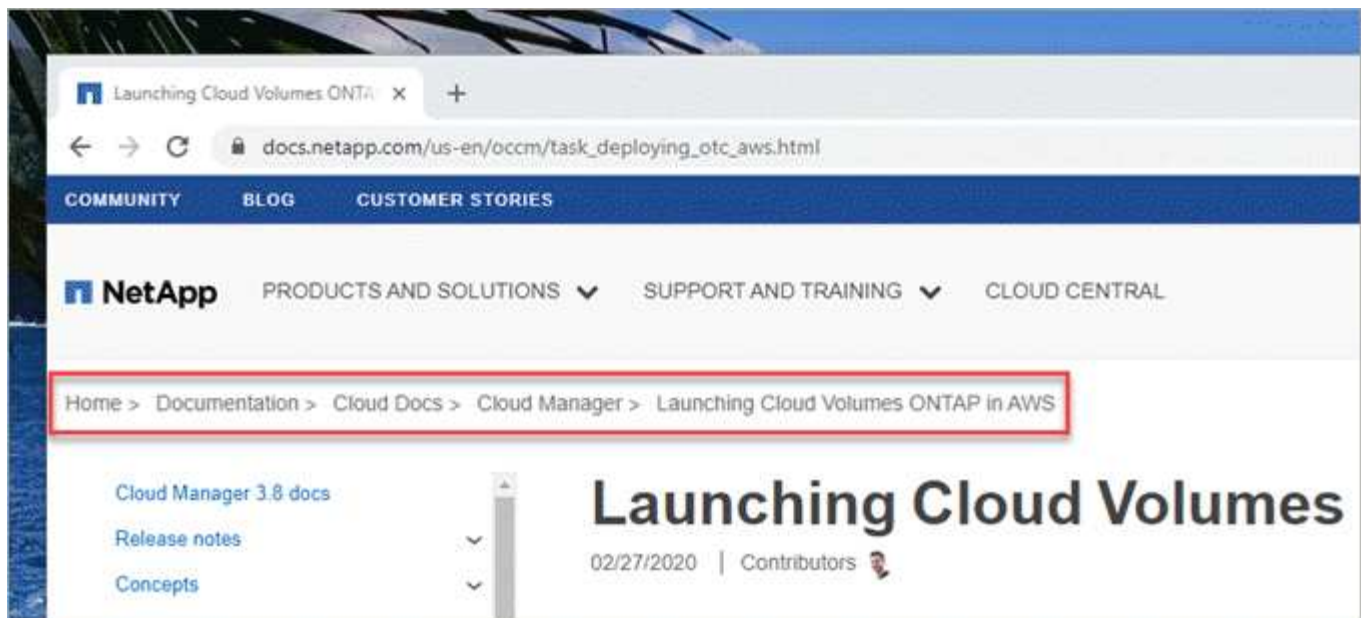 Launching Cloud Volumes ONTA
docs.netapp.com/us-en/occm/task_deploying_otc_aws.html
COMMUNITY BLOG CUSTOMER STORIES
NetApp PRODUCTS AND SOLUTIONS SUPPORT AND TRAINING CLOUD CENTRAL
Home > Documentation > Cloud Docs > Cloud Manager > Launching Cloud Volumes ONTAP in AWS
Cloud Manager 3.8 docs
Release notes
Concepts
Launching Cloud Volumes
02/27/2020 | Contributors